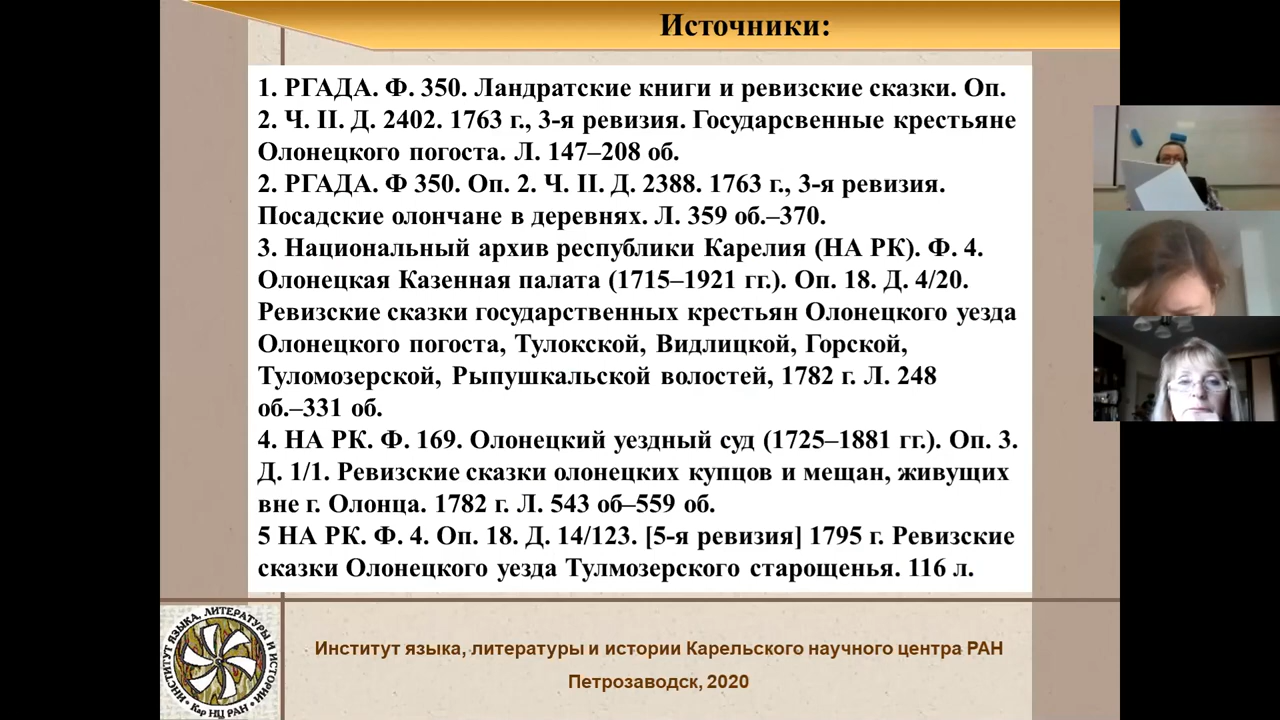 Источники:
1. РГАДА. Ф. 350. Ландратские книги и ревизские сказки. Оп.
2. Ч. II. Д. 2402. 1763 г., 3-я ревизия. Государсвенные крестьяне
Олонецкого погоста. Л. 147–208 об.
2. РГАДА. Ф 350. Оп. 2. Ч. II. Д. 2388. 1763 г., 3-я ревизия.
Посадские олончане в деревнях. Л. 359 об.–370.
3. Национальный архив республики Карелия (НА РК). Ф. 4.
Олонецкая Казенная палата (1715–1921 гг.). Оп. 18. Д. 4/20.
Ревизские сказки государственных крестьян Олонецкого уезда
Олонецкого погоста, Тулокской, Видлицкой, Горской,
Туломозерской, Рыпушкальской волостей, 1782 г. Л. 248
об.–331 об.
4. НА РК. Ф. 169. Олонецкий уездный суд (1725–1881 гг.). Оп. 3.
Д. 1/1. Ревизские сказки олонецких купцов и мещан, живущих
вне г. Олонца. 1782 г. Л. 543 об–559 об.
5 НА РК. Ф. 4. Оп. 18. Д. 14/123. [5-я ревизия] 1795 г. Ревизские
сказки Олонецкого уезда Тулмозерского старощенья. 116 л.
ИНСТИТУТ ЯЗЫКА, ЛИТЕРАТУРЫ И ИСТОРИИ
КарНЦ РАН
Институт языка, литературы и истории Карельского научного центра РАН
Петрозаводск, 2020